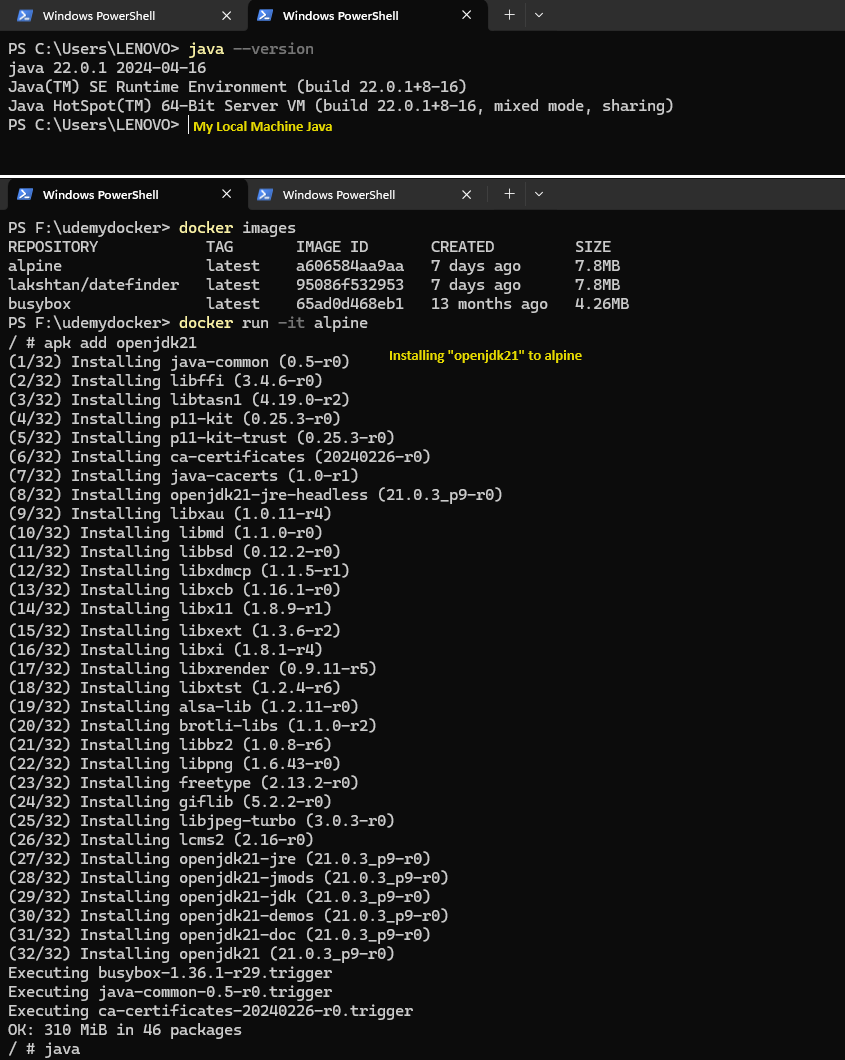 Windows PowerShell
Windows PowerShell
PS C:\Users\LENOVO> java --version
java 22.0.1 2024-04-16
Java(TM) SE Runtime Environment (build 22.0.1+8-16)
Java HotSpot(TM) 64-Bit Server VM (build 22.0.1+8-16, mixed mode, sharing)
PS C:\Users\LENOVO> My Local Machine Java
Windows PowerShell
Windows PowerShell
PS F:\udemydocker> docker images
REPOSITORY TAG IMAGE ID CREATED SIZE
alpine latest a606584aa9aa 7 days ago 7.8MB
lakshtan/datefinder latest 95086f532953 7 days ago 7.8MB
busybox latest 65ad0d468eb1 13 months ago 4.26MB
PS F:\udemydocker> docker run -it alpine
/ # apk add openjdk21
Installing "openjdk21" to alpine
(1/32) Installing java-common (0.5-r0)
(2/32) Installing libffi (3.4.6-r0)
(3/32) Installing libtasn1 (4.19.0-r2)
(4/32) Installing p11-kit (0.25.3-r0)
(5/32) Installing p11-kit-trust (0.25.3-r0)
(6/32) Installing ca-certificates (20240226-r0)
(7/32) Installing java-cacerts (1.0-r1)
(8/32) Installing openjdk21-jre-headless (21.0.3_p9-r0)
(9/32) Installing libxau (1.0.11-r4)
(10/32) Installing libmd (1.1.0-r0)
(11/32) Installing libbsd (0.12.2-r0)
(12/32) Installing libxdmcp (1.1.5-r1)
(13/32) Installing libxcb (1.16.1-r0)
(14/32) Installing libx11 (1.8.9-r1)
(15/32) Installing libxext (1.3.6-r2)
(16/32) Installing libxi (1.8.1-r4)
(17/32) Installing libxrender (0.9.11-r5)
(18/32) Installing libxtst (1.2.4-r6)
(19/32) Installing alsa-lib (1.2.11-r0)
(20/32) Installing brotli-libs (1.1.0-r2)
(21/32) Installing libbz2 (1.0.8-r6)
(22/32) Installing libpng (1.6.43-r0)
(23/32) Installing freetype (2.13.2-r0)
(24/32) Installing giflib (5.2.2-r0)
(25/32) Installing libjpeg-turbo (3.0.3-r0)
(26/32) Installing lcms2 (2.16-r0)
(27/32) Installing openjdk21-jre (21.0.3_p9-r0)
(28/32) Installing openjdk21-jmods (21.0.3_p9-r0)
(29/32) Installing openjdk21-jdk (21.0.3_p9-r0)
(30/32) Installing openjdk21-demos (21.0.3_p9-r0)
(31/32) Installing openjdk21-doc (21.0.3_p9-r0)
(32/32) Installing openjdk21 (21.0.3_p9-r0)
Executing busybox-1.36.1-r29.trigger
Executing java-common-0.5-r0.trigger
Executing ca-certificates-20240226-r0.trigger
OK: 310 MiB in 46 packages
/ # java